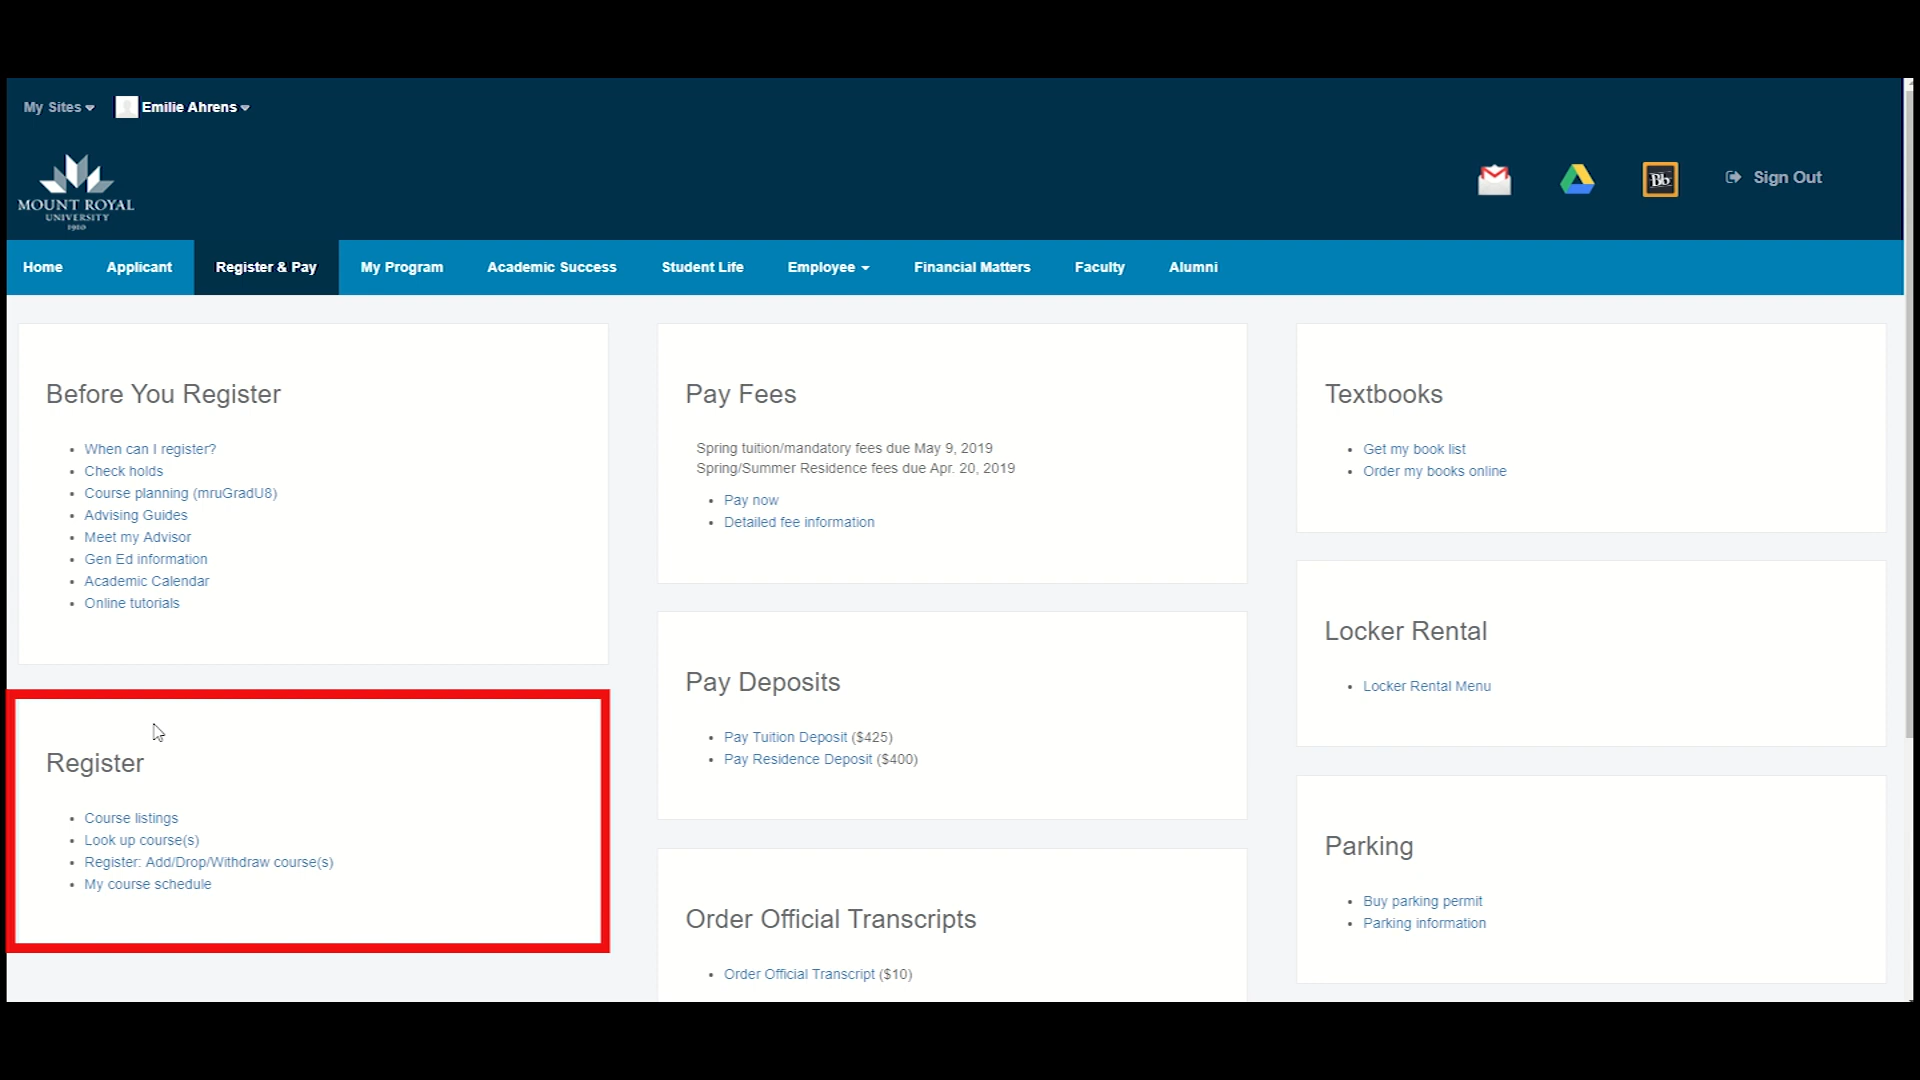 My Sites
Emilie Ahrens
MOUNT ROYAL
UNIVERSITY
1910
Bb
Sign Out
Home
Applicant
Register & Pay
My Program
Academic Success
Student Life
Employee
Financial Matters
Faculty
Alumni
Before You Register
When can I register?
Check holds
Course planning (mruGradU8)
Advising Guides
Meet my Advisor
Gen Ed information
Academic Calendar
Online tutorials
Register
Course listings
Look up course(s)
Register: Add/Drop/Withdraw course(s)
My course schedule
Pay Fees
Spring tuition/mandatory fees due May 9, 2019
Spring/Summer Residence fees due Apr. 20, 2019
Pay now
Detailed fee information
Pay Deposits
Pay Tuition Deposit ($425)
Pay Residence Deposit ($400)
Order Official Transcripts
Order Official Transcript ($10)
Textbooks
Get my book list
Order my books online
Locker Rental
Locker Rental Menu
Parking
Buy parking permit
Parking information